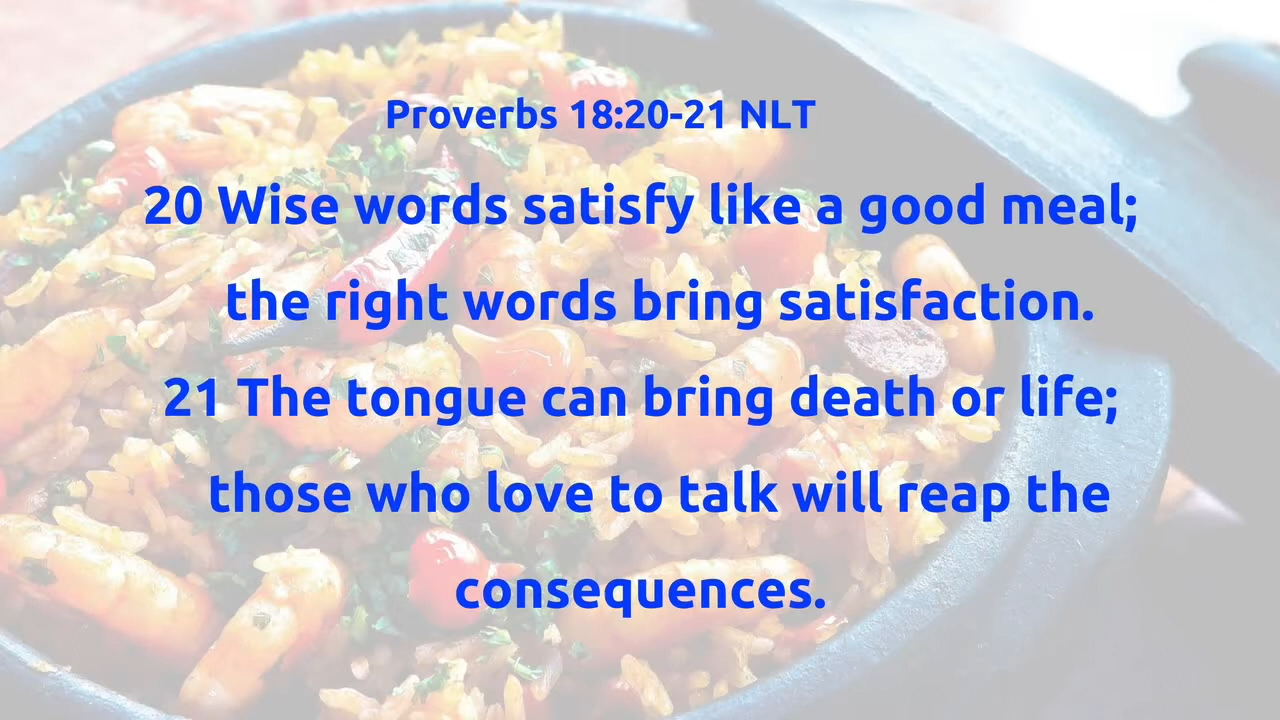 Proverbs 18:20-21 NLT
20 Wise words satisfy like a good meal;
the right words bring satisfaction.
21 The tongue can bring death or life;
those who love to talk will reap the
consequences.